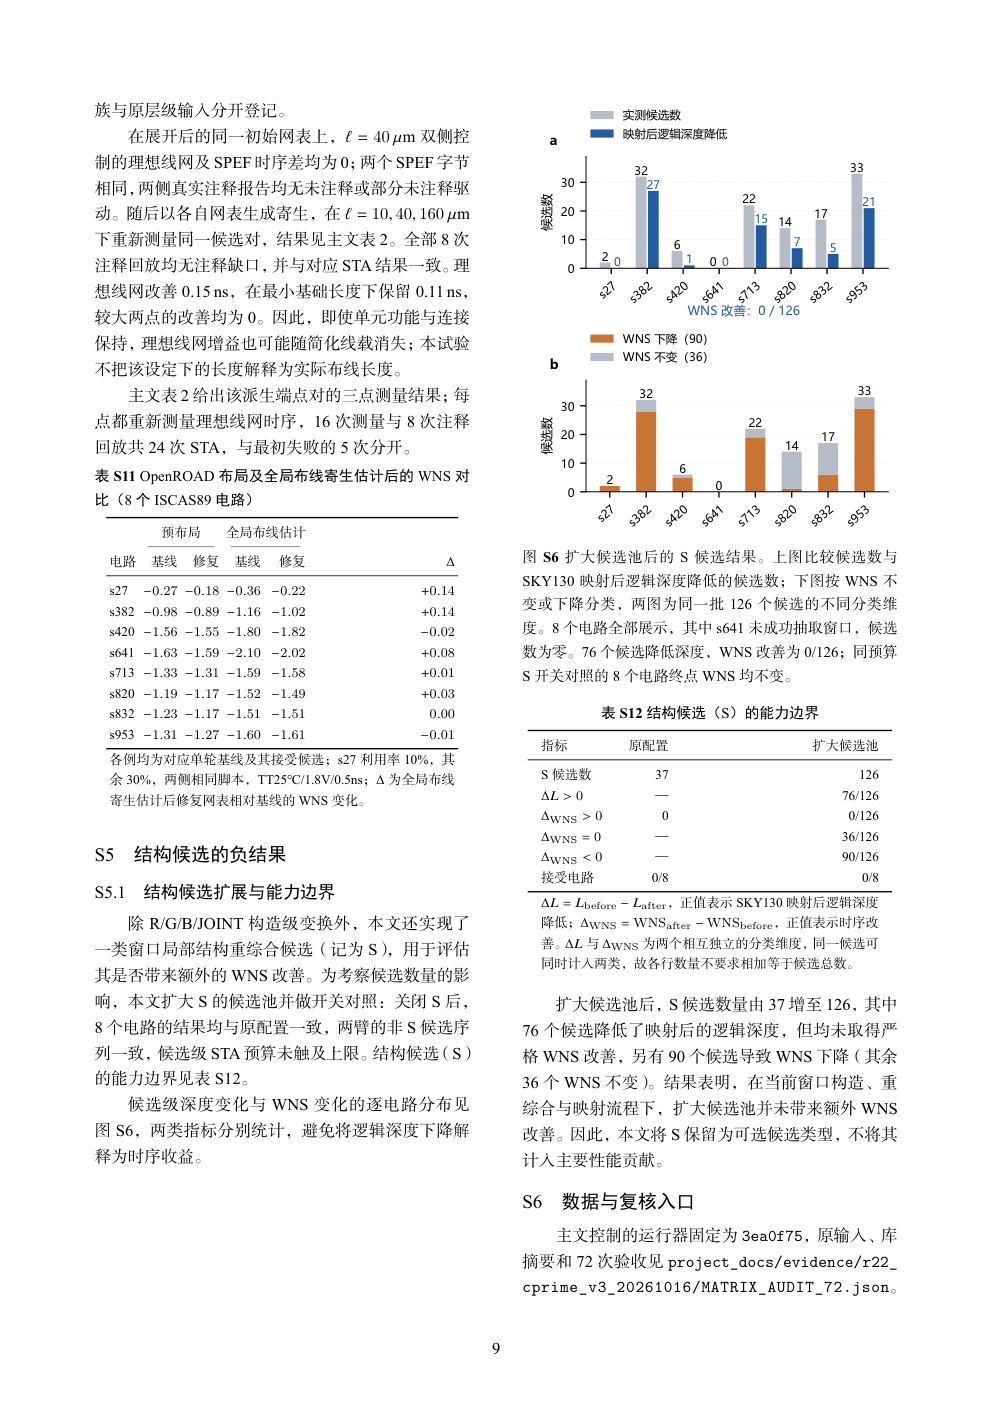 族与原层级输入分开登记。
在展开后的同一初始网表上，ℓ = 40 μm 双侧控
制的理想线网及 SPEF 时序差均为 0；两个 SPEF 字节
相同，两侧真实注释报告均无未注释或部分未注释驱
动。随后以各自网表生成寄生，在 ℓ = 10, 40, 160 μm
下重新测量同一候选对，结果见主文表 2。全部 8 次
注释回放均无注释缺口，并与对应 STA 结果一致。理
想线网改善 0.15 ns，在最小基础长度下保留 0.11 ns，
较大两点的改善均为 0。因此，即使单元功能与连接
保持，理想线网增益也可能随简化线载消失；本试验
不把该设定下的长度解释为实际布线长度。
主文表 2 给出该派生端点对的三点测量结果；每
点都重新测量理想线网时序，16 次测量与 8 次注释
回放共 24 次 STA，与最初失败的 5 次分开。
表 S11 OpenROAD 布局及全局布线寄生估计后的 WNS 对
比（8 个 ISCAS89 电路）
预布局 全局布线估计
电路 基线 修复 基线 修复 Δ
s27 −0.27 −0.18 −0.36 −0.22 +0.14
s382 −0.98 −0.89 −1.16 −1.02 +0.14
s420 −1.56 −1.55 −1.80 −1.82 −0.02
s641 −1.63 −1.59 −2.10 −2.02 +0.08
s713 −1.33 −1.31 −1.59 −1.58 +0.01
s820 −1.19 −1.17 −1.52 −1.49 +0.03
s832 −1.23 −1.17 −1.51 −1.51 0.00
s953 −1.31 −1.27 −1.60 −1.61 −0.01
各例均为对应单轮基线及其接受候选；s27 利用率 10%，其
余 30%，两侧相同脚本，TT25℃/1.8V/0.5ns；Δ 为全局布线
寄生估计后修复网表相对基线的 WNS 变化。
S5 结构候选的负结果
S5.1 结构候选扩展与能力边界
除 R/G/B/JOINT 构造级变换外，本文还实现了
一类窗口局部结构重综合候选（记为 S），用于评估
其是否带来额外的 WNS 改善。为考察候选数量的影
响，本文扩大 S 的候选池并做开关对照：关闭 S 后，
8 个电路的结果均与原配置一致，两臂的非 S 候选序
列一致，候选级 STA 预算未触及上限。结构候选（S）
的能力边界见表 S12。
候选级深度变化与 WNS 变化的逐电路分布见
图 S6，两类指标分别统计，避免将逻辑深度下降解
释为时序收益。
实测候选数
映射后逻辑深度降低
a
候选数
30
20
10
0
2 0 32 27 6 1 0 0 22 15 14 7 17 5 33 21
s27 s382 s420 s641 s713 s820 s832 s953
WNS 改善：0 / 126
WNS 下降（90）
WNS 不变（36）
b
候选数
30
20
10
0
2 32 6 0 22 14 17 33
s27 s382 s420 s641 s713 s820 s832 s953
图 S6 扩大候选池后的 S 候选结果。上图比较候选数与
SKY130 映射后逻辑深度降低的候选数；下图按 WNS 不
变或下降分类，两图为同一批 126 个候选的不同分类维
度。8 个电路全部展示，其中 s641 未成功抽取窗口，候选
数为零。76 个候选降低深度，WNS 改善为 0/126；同预算
S 开关对照的 8 个电路终点 WNS 均不变。
表 S12 结构候选（S）的能力边界
指标 原配置 扩大候选池
S 候选数 37 126
ΔL > 0 — 76/126
ΔWNS > 0 0 0/126
ΔWNS = 0 — 36/126
ΔWNS < 0 — 90/126
接受电路 0/8 0/8
ΔL = Lbefore − Lafter，正值表示 SKY130 映射后逻辑深度
降低；ΔWNS = WNSafter − WNSbefore，正值表示时序改
善。ΔL 与 ΔWNS 为两个相互独立的分类维度，同一候选可
同时计入两类，故各行数量不要求相加等于候选总数。
扩大候选池后，S 候选数量由 37 增至 126，其中
76 个候选降低了映射后的逻辑深度，但均未取得严
格 WNS 改善，另有 90 个候选导致 WNS 下降（其余
36 个 WNS 不变）。结果表明，在当前窗口构造、重
综合与映射流程下，扩大候选池并未带来额外 WNS
改善。因此，本文将 S 保留为可选候选类型，不将其
计入主要性能贡献。
S6 数据与复核入口
主文控制的运行器固定为 3ea0f75，原输入、库
摘要和 72 次验收见 project_docs/evidence/r22_
cprime_v3_20261016/MATRIX_AUDIT_72.json。
9